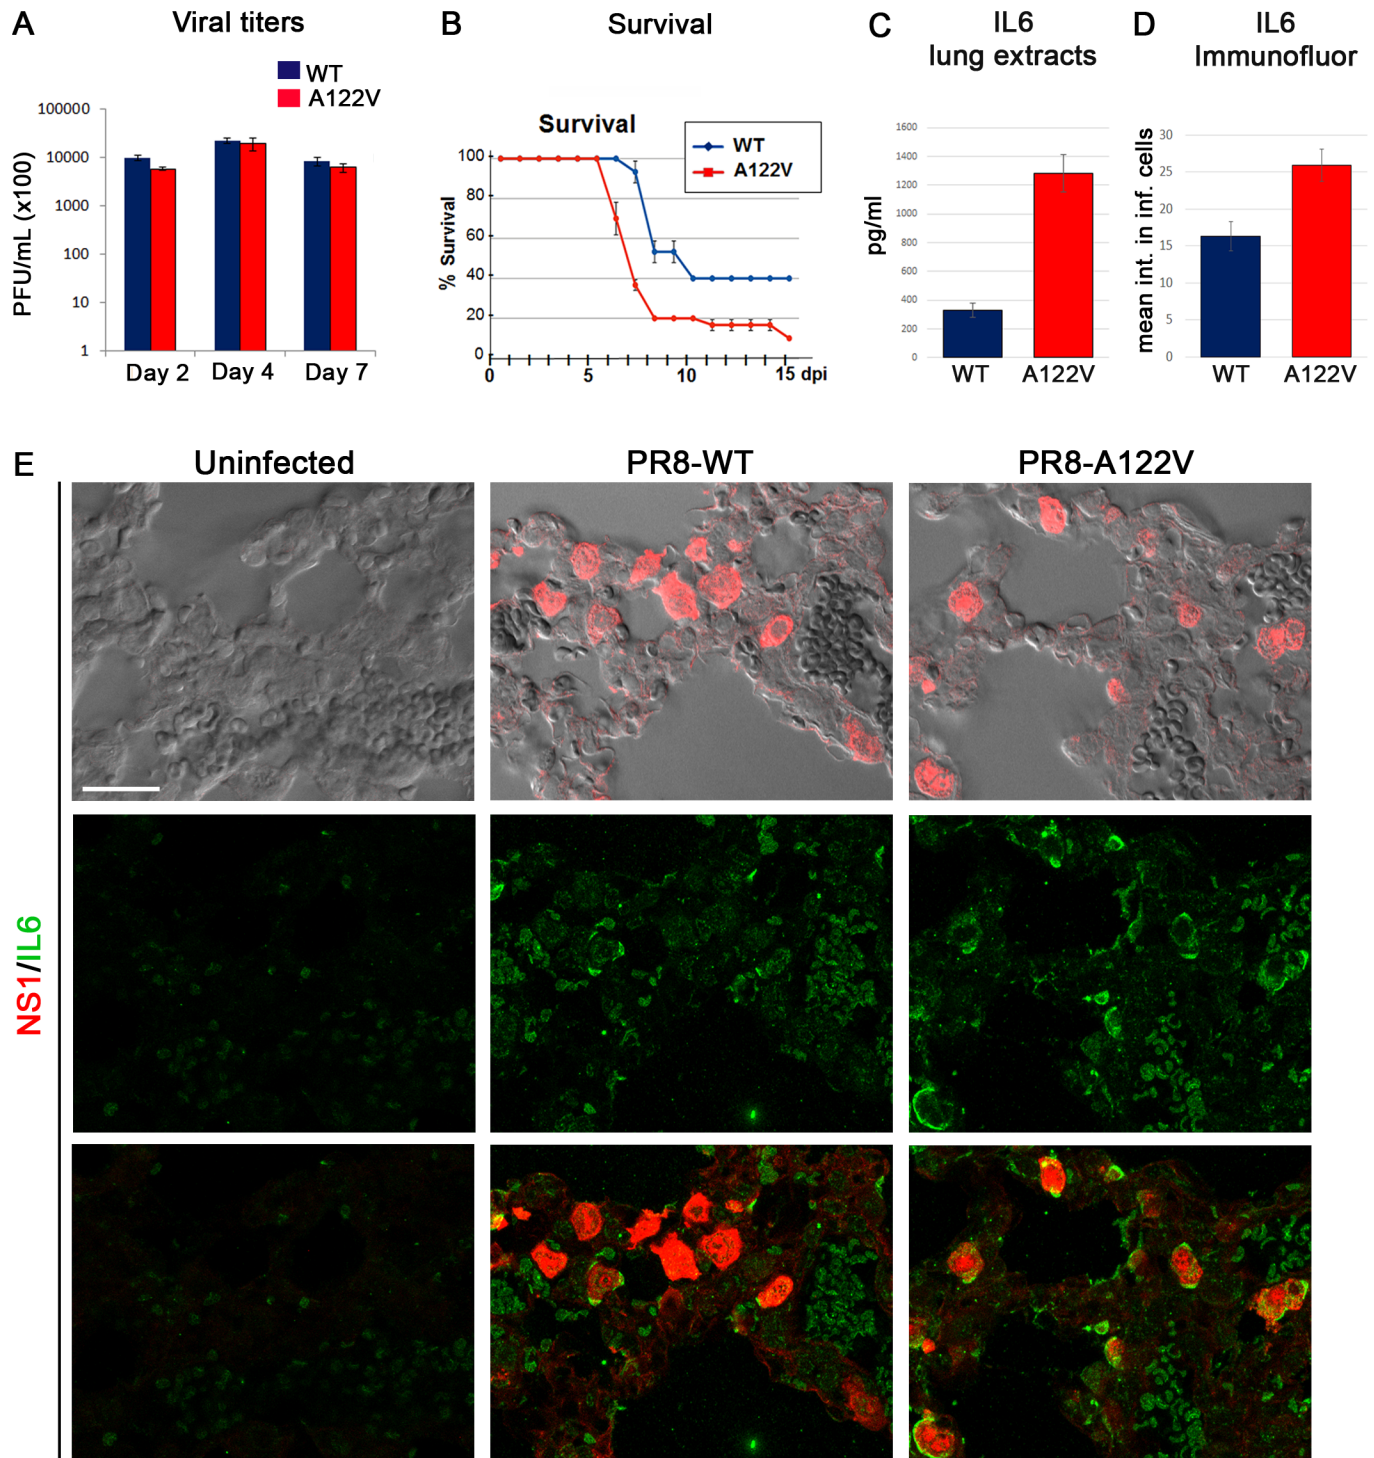 A
Viral titers
WT
A122V
PFU/mL (x100)
100000
10000
1000
100
10
1
Day 2
Day 4
Day 7
B
Survival
Survival
WT
A122V
% Survival
100
80
60
40
20
0
0
5
10
15 dpi
C
IL6
lung extracts
pg/ml
1600
1400
1200
1000
800
600
400
200
0
WT
A122V
D
IL6
Immunofluor
mean int. in inf. cells
30
25
20
15
10
5
0
WT
A122V
E
Uninfected
PR8-WT
PR8-A122V
NS1/IL6